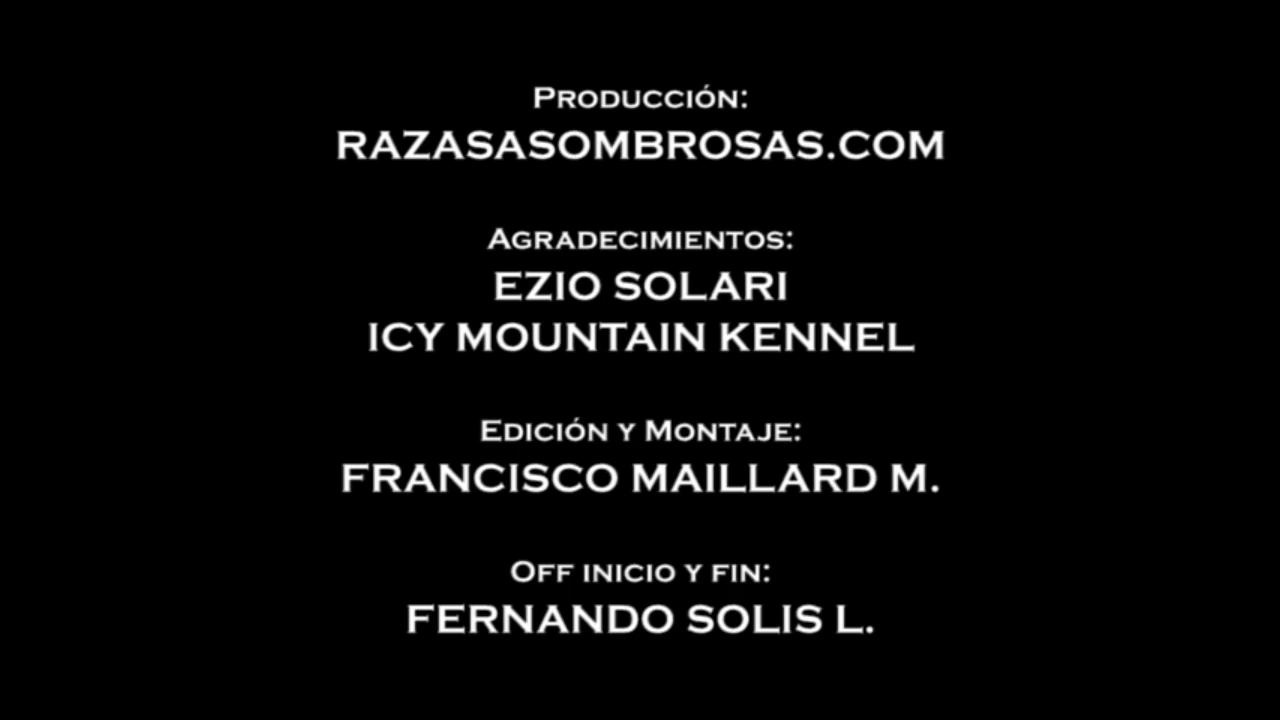 Producción:
RAZASASOMBROSAS.COM
Agradecimientos:
EZIO SOLARI
ICY MOUNTAIN KENNEL
Edición y Montaje:
FRANCISCO MAILLARD M.
Off inicio y fin:
FERNANDO SOLIS L.